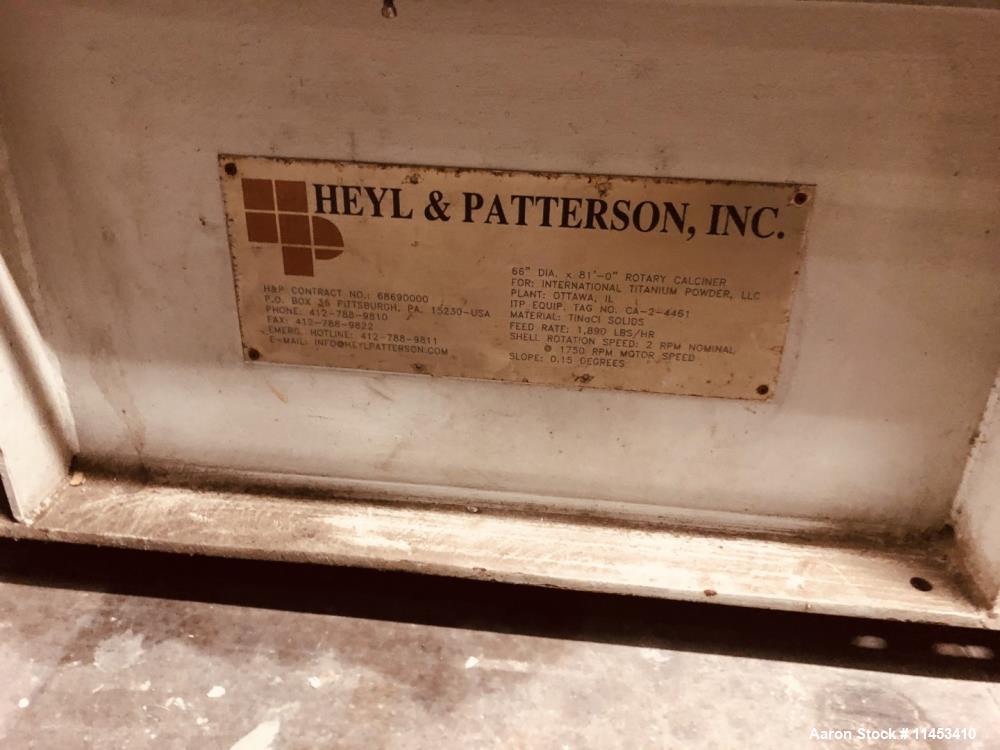 HEYL & PATTERSON, INC.
H&P CONTRACT NO.: 68690000
P.O. BOX 36 PITTSBURGH, PA. 15230-USA
PHONE: 412-788-9810
FAX: 412-788-9822
EMERG. HOTLINE: 412-788-9811
E-MAIL: INFO@HEYLPATTERSON.COM
66" DIA. x 81'-0" ROTARY CALCINER
FOR: INTERNATIONAL TITANIUM POWDER, LLC
PLANT: OTTAWA, IL
ITP EQUIP. TAG NO. CA-2-4461
MATERIAL: TiNaCl SOLIDS
FEED RATE: 1,890 LBS/HR
SHELL ROTATION SPEED: 2 RPM NOMINAL
@ 1750 RPM MOTOR SPEED
SLOPE: 0.15 DEGREES
Aaron Stock # 11453410